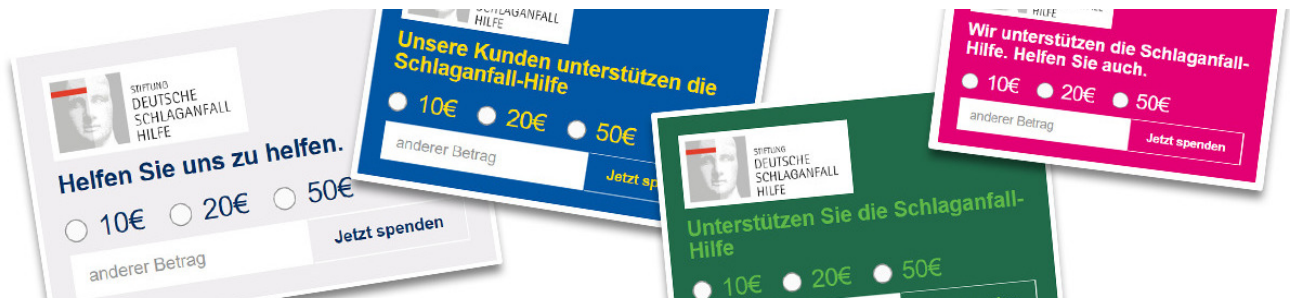 STIFTUNG
DEUTSCHE
SCHLAGANFALL
HILFE
Helfen Sie uns zu helfen.
10€ 20€ 50€
anderer Betrag Jetzt spenden
SCHLAGANFALL
HILFE
Unsere Kunden unterstützen die
Schlaganfall-Hilfe
10€ 20€ 50€
anderer Betrag Jetzt
STIFTUNG
DEUTSCHE
SCHLAGANFALL
HILFE
Unterstützen Sie die Schlaganfall-
Hilfe
10€ 20€ 50€
HILFE
Wir unterstützen die Schlaganfall-
Hilfe. Helfen Sie auch.
10€ 20€ 50€
anderer Betrag Jetzt spenden